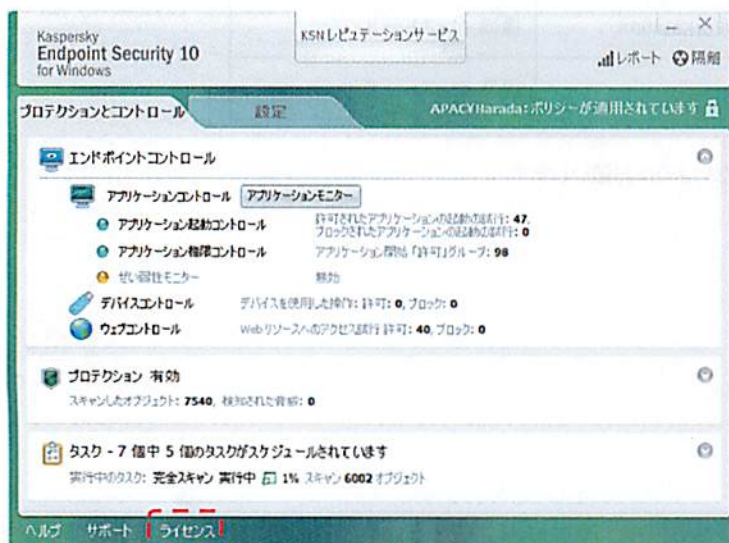 Kaspersky
Endpoint Security 10
for Windows
KSN レピュテーションサービス
レポート 隔離
プロテクションとコントロール
設定
APAC\YHarada: ポリシーが適用されています
エンドポイントコントロール
アプリケーションコントロール アプリケーションモニター
アプリケーション起動コントロール 許可されたアプリケーションの起動の試行: 47,
ブロックされたアプリケーションの起動の試行: 0
アプリケーション権限コントロール アプリケーション開始「許可」グループ: 98
ぜい弱性モニター 無効
デバイスコントロール デバイスを使用した操作: 許可: 0, ブロック: 0
ウェブコントロール Web リソースへのアクセス試行 許可: 40, ブロック: 0
プロテクション 有効
スキャンしたオブジェクト: 7540, 検知された脅威: 0
タスク - 7 個中 5 個のタスクがスケジュールされています
実行中のタスク: 完全スキャン 実行中 1% スキャン 6002 オブジェクト
ヘルプ サポート ライセンス